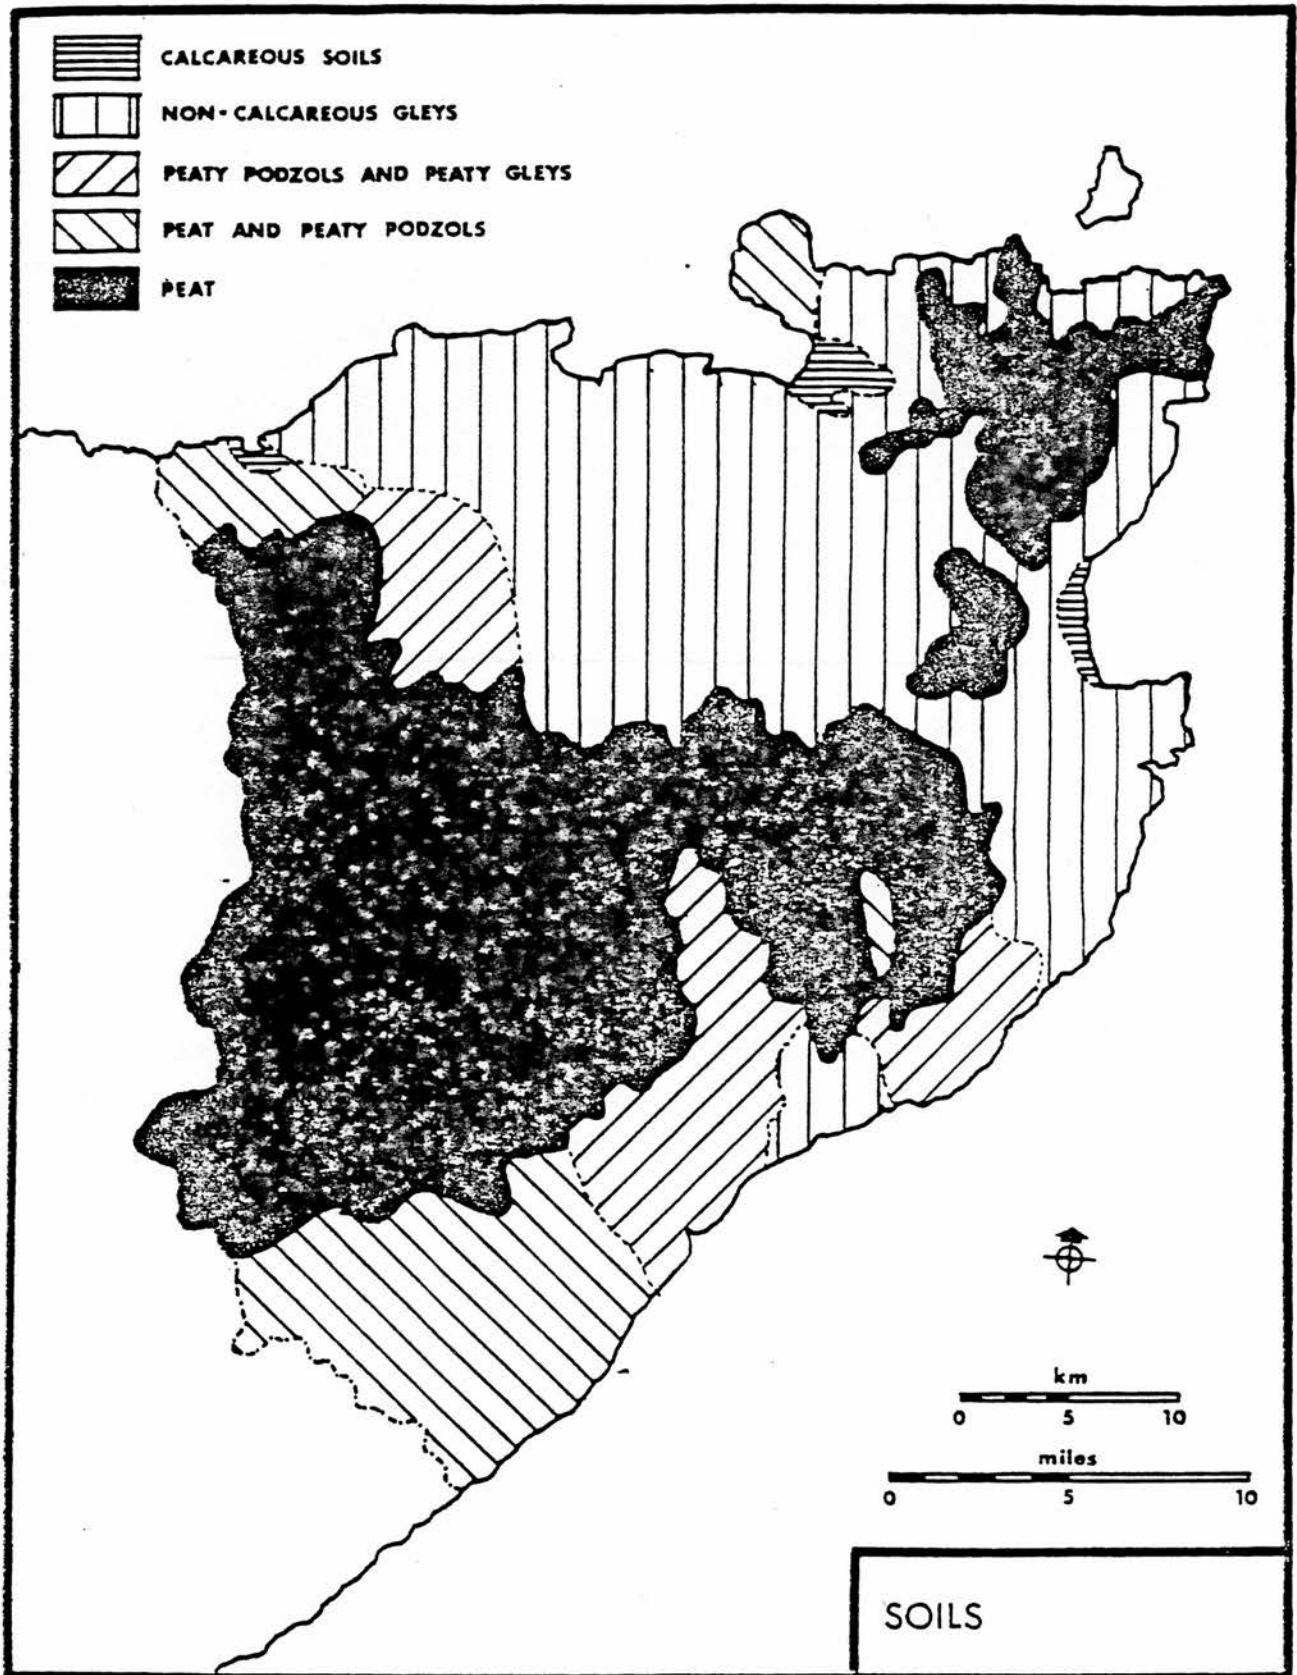 CALCAREOUS SOILS
NON-CALCAREOUS GLEYS
PEATY PODZOLS AND PEATY GLEYS
PEAT AND PEATY PODZOLS
PEAT
km
0 5 10
miles
0 5 10
SOILS